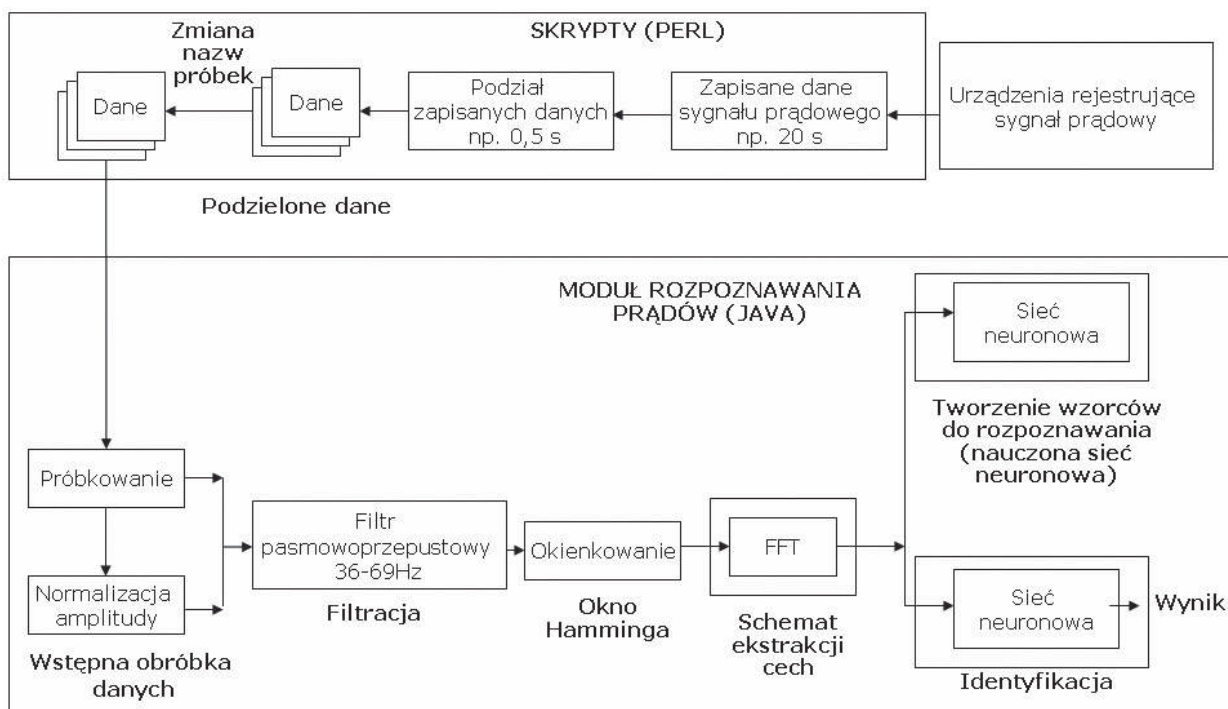 Zmiana
nazw
próbek
SKRYPTY (PERL)
Dane
Dane
Podział
zapisanych danych
np. 0,5 s
Zapisane dane
sygnału prądowego
np. 20 s
Urządzenia rejestrujące
sygnał prądowy
Podzielone dane
MODUŁ ROZPOZNAWANIA
PRĄDÓW (JAVA)
Sieć
neuronowa
Tworzenie wzorców
do rozpoznawania
(nauczona sieć
neuronowa)
Próbkowanie
Normalizacja
amplitudy
Wstępna obróbka
danych
Filtr
pasmowoprzepustowy
36-69Hz
Filtracja
Okienkowanie
Okno
Hamminga
FFT
Schemat
ekstrakcji
cech
Sieć
neuronowa
Wynik
Identyfikacja